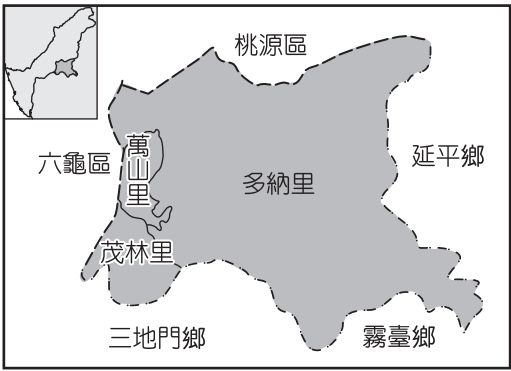 桃源區
六龜區
萬山里
延平鄉
多納里
茂林里
三地門鄉
霧臺鄉